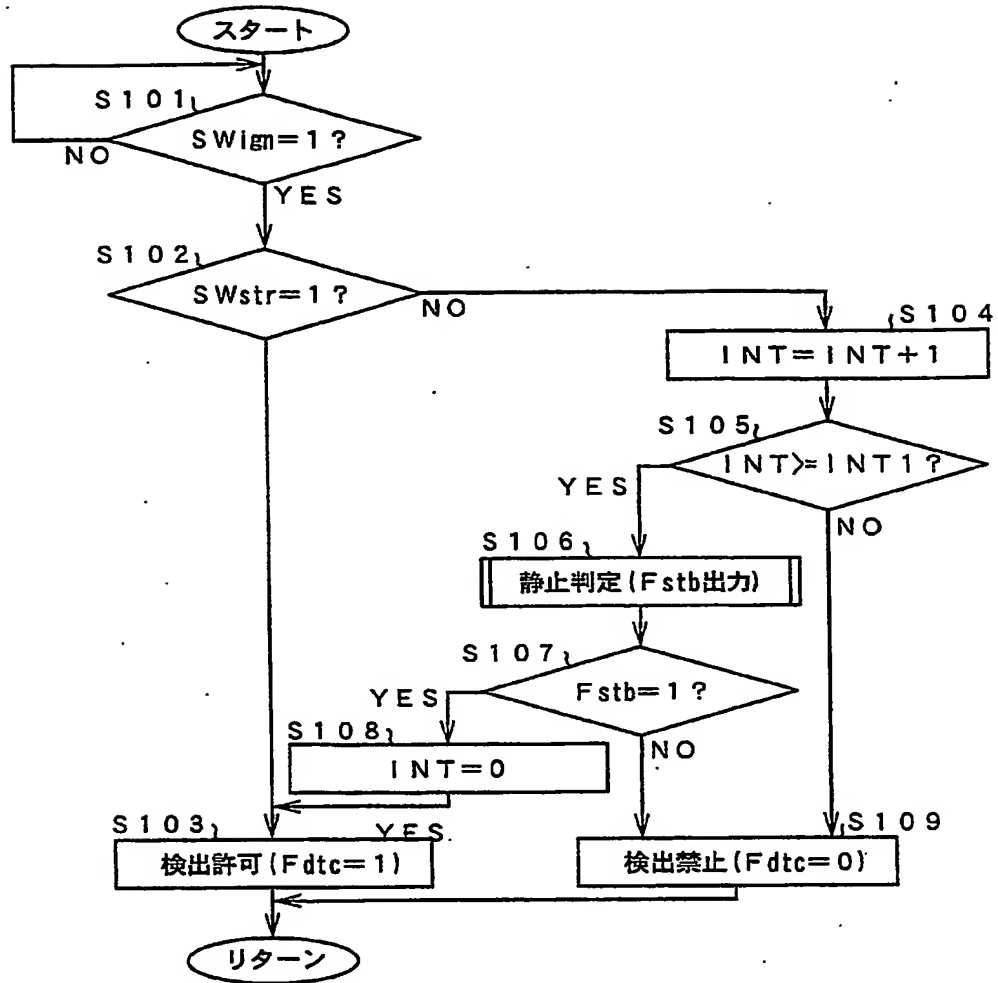 スタート
S101
SWign=1?
NO
YES
S102
SWstr=1?
NO
S104
INT=INT+1
S105
INT>=INT1?
YES
NO
S106
静止判定(Fstb出力)
S107
Fstb=1?
YES
NO
S108
INT=0
S103
YES
S109
検出許可(Fdtc=1)
検出禁止(Fdtc=0)
リターン